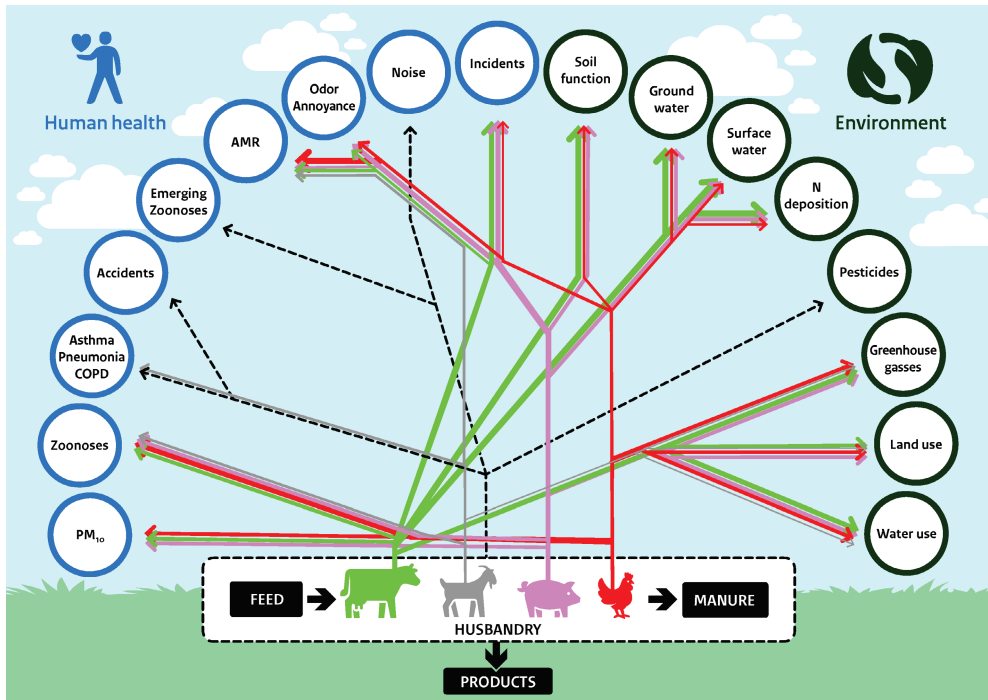 Human health
Environment
Noise
Incidents
Soil
function
Odor
Annoyance
Ground
water
AMR
Surface
water
Emerging
Zoonoses
N
deposition
Accidents
Pesticides
Asthma
Pneumonia
COPD
Greenhouse
gasses
Zoonoses
Land use
PM₁₀
Water use
FEED
MANURE
HUSBANDRY
PRODUCTS